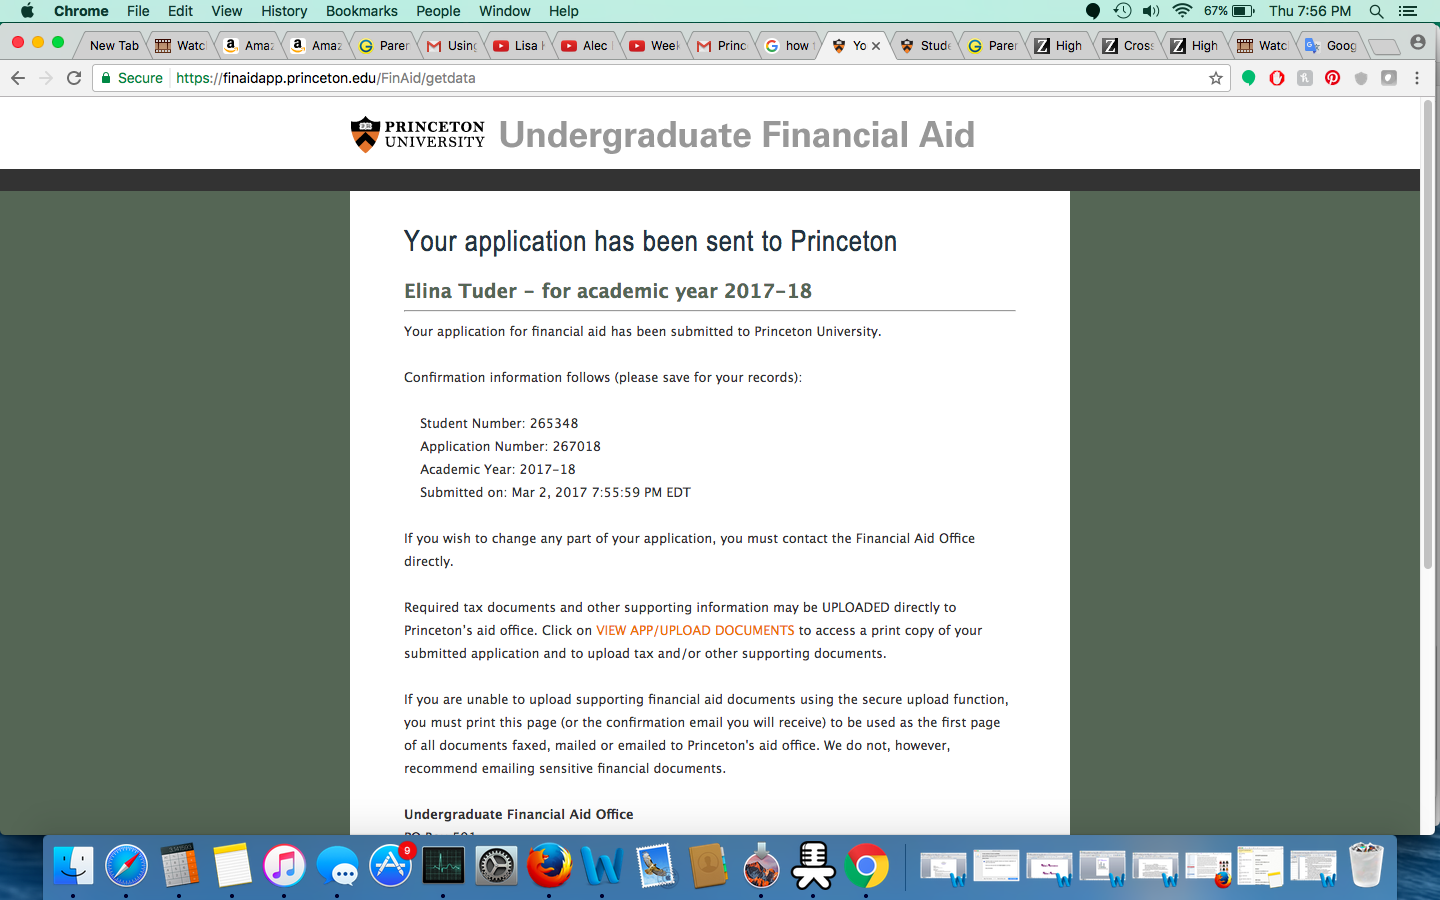 Chrome File Edit View History Bookmarks People Window Help 67% Thu 7:56 PM
New Tab Watc Amaz Amaz Parer Using Lisa Alec Week Princ how Yo Stude Parer High Cross High Watc Goog
Secure https://finaidapp.princeton.edu/FinAid/getdata
PRINCETON
UNIVERSITY
Undergraduate Financial Aid
Your application has been sent to Princeton
Elina Tuder - for academic year 2017-18
Your application for financial aid has been submitted to Princeton University.
Confirmation information follows (please save for your records):
Student Number: 265348
Application Number: 267018
Academic Year: 2017-18
Submitted on: Mar 2, 2017 7:55:59 PM EDT
If you wish to change any part of your application, you must contact the Financial Aid Office
directly.
Required tax documents and other supporting information may be UPLOADED directly to
Princeton's aid office. Click on VIEW APP/UPLOAD DOCUMENTS to access a print copy of your
submitted application and to upload tax and/or other supporting documents.
If you are unable to upload supporting financial aid documents using the secure upload function,
you must print this page (or the confirmation email you will receive) to be used as the first page
of all documents faxed, mailed or emailed to Princeton's aid office. We do not, however,
recommend emailing sensitive financial documents.
Undergraduate Financial Aid Office
9